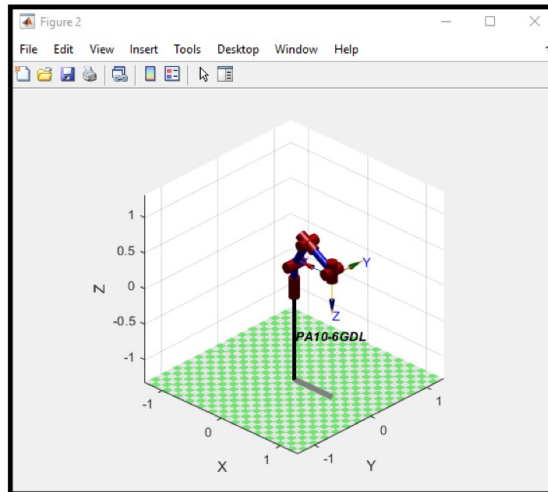 Figure 2
File Edit View Insert Tools Desktop Window Help
1
0.5
0
-0.5
-1
Z
Y
Z
PA10-6GDL
-1
0
1
X
-1
0
1
Y